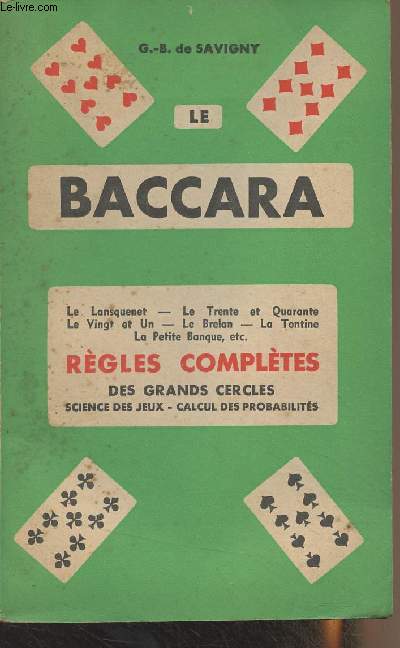 Le-livre.com
G.-B. de SAVIGNY
LE
BACCARA
Le Lansquenet — Le Trente et Quarante
Le Vingt et Un — Le Brelan — La Tontine
La Petite Banque, etc.
RÈGLES COMPLÈTES
DES GRANDS CERCLES
SCIENCE DES JEUX - CALCUL DES PROBABILITÉS